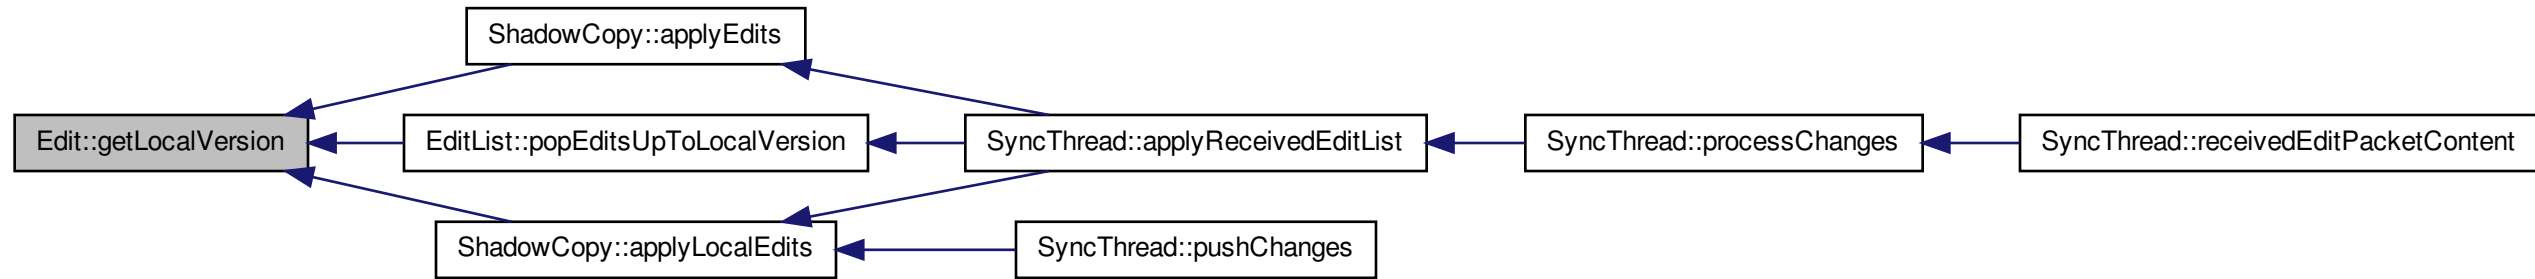 ShadowCopy::applyEdits
Edit::getLocalVersion
EditList::popEditsUpToLocalVersion
SyncThread::applyReceivedEditList
SyncThread::processChanges
SyncThread::receivedEditPacketContent
ShadowCopy::applyLocalEdits
SyncThread::pushChanges